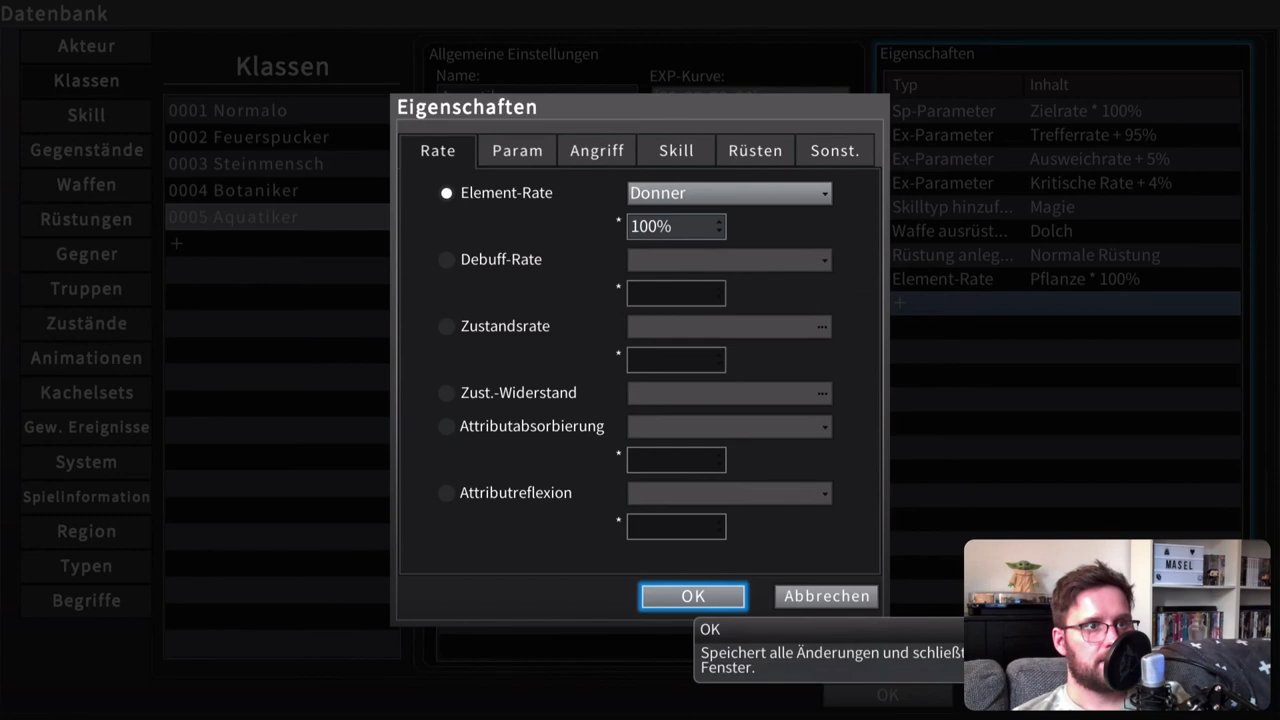 Datenbank
Akteur
Klassen
Skill
Gegenstände
Waffen
Rüstungen
Gegner
Truppen
Zustände
Animationen
Kachelsets
Gew. Ereignisse
System
Spielinformation
Region
Typen
Begriffe
Klassen
0001 Normalo
0002 Feuerspucker
0003 Steinmensch
0004 Botaniker
0005 Aquatiker
+
Allgemeine Einstellungen
Name:
EXP-Kurve:
Eigenschaften
Rate
Param
Angriff
Skill
Rüsten
Sonst.
Element-Rate
Donner
* 100%
Debuff-Rate
*
Zustandsrate
...
*
Zust.-Widerstand
...
Attributabsorbierung
*
Attributreflexion
*
OK
Abbrechen
OK
Speichert alle Änderungen und schließt
Fenster.
Eigenschaften
Typ Inhalt
Sp-Parameter Zielrate * 100%
Ex-Parameter Trefferrate + 95%
Ex-Parameter Ausweichrate + 5%
Ex-Parameter Kritische Rate + 4%
Skilltyp hinzuf... Magie
Waffe ausrüst... Dolch
Rüstung anleg... Normale Rüstung
Element-Rate Pflanze * 100%
+
MASEL
OK